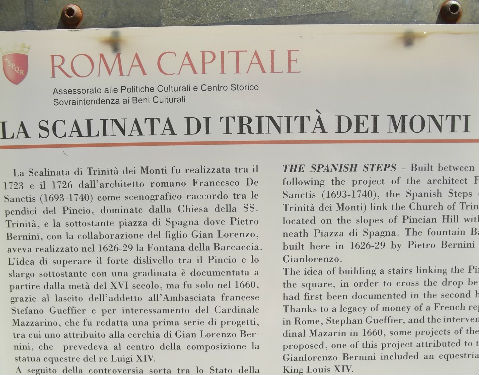 SPQR
ROMA CAPITALE
Assessorato alle Politiche Culturali e Centro Storico
Sovraintendenza ai Beni Culturali
LA SCALINATA DI TRINITÀ DEI MONTI
La Scalinata di Trinità dei Monti fu realizzata tra il
1723 e il 1726 dall'architetto romano Francesco De
Sanctis (1693-1740) come scenografico raccordo tra le
pendici del Pincio, dominate dalla Chiesa della SS.
Trinità, e la sottostante piazza di Spagna dove Pietro
Bernini, con la collaborazione del figlio Gian Lorenzo,
aveva realizzato nel 1626-29 la Fontana della Barcaccia.
L'idea di superare il forte dislivello tra il Pincio e lo
slargo sottostante con una gradinata è documentata a
partire dalla metà del XVI secolo, ma fu solo nel 1660,
grazie al lascito dell'addetto all'Ambasciata francese
Stefano Gueffier e per interessamento del Cardinale
Mazzarino, che fu redatta una prima serie di progetti,
tra cui uno attribuito alla cerchia di Gian Lorenzo Ber-
nini, che prevedeva al centro della composizione la
statua equestre del re Luigi XIV.
A seguito della controversia sorta tra lo Stato della
THE SPANISH STEPS - Built between
following the project of the architect F
Sanctis (1693-1740), the Spanish Steps
Trinità dei Monti) link the Church of Trin
located on the slopes of Pincian Hill with
neath Piazza di Spagna. The fountain Ba
built here in 1626-29 by Pietro Bernini
Gianlorenzo.
The idea of building a stairs linking the Pin
the square, in order to cross the drop be
had first been documented in the second h
Thanks to a legacy of money of a French rep
in Rome, Stephan Gueffier, and the interven
dinal Mazarin in 1660, some projects of the
proposed, one of this project attributed to t
Gianlorenzo Bernini included an equestria
King Louis XIV.